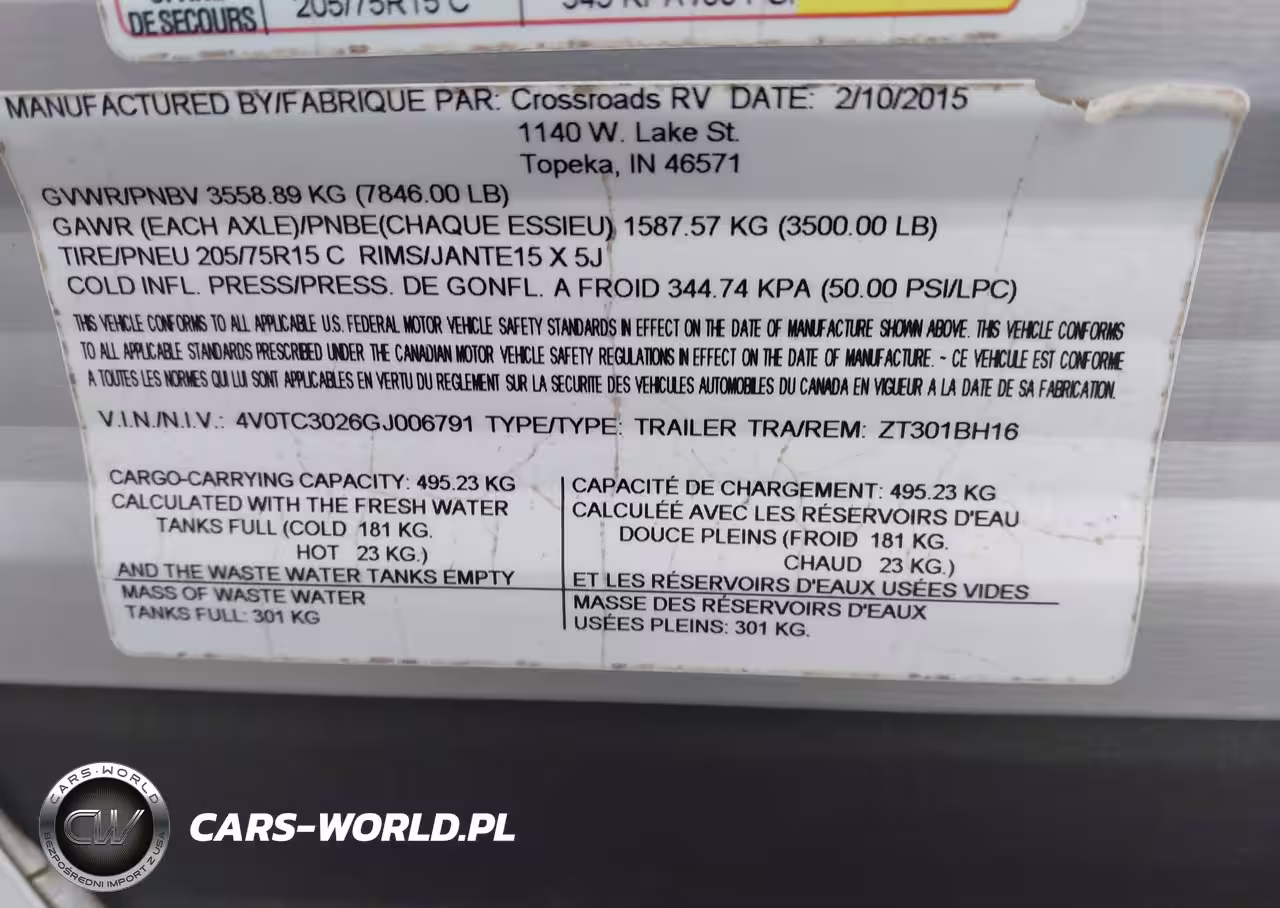 DE SECOURS 205/75R15 C
MANUFACTURED BY/FABRIQUE PAR: Crossroads RV DATE: 2/10/2015
1140 W. Lake St.
Topeka, IN 46571
GVWR/PNBV 3558.89 KG (7846.00 LB)
GAWR (EACH AXLE)/PNBE(CHAQUE ESSIEU) 1587.57 KG (3500.00 LB)
TIRE/PNEU 205/75R15 C RIMS/JANTE15 X 5J
COLD INFL. PRESS/PRESS. DE GONFL. A FROID 344.74 KPA (50.00 PSI/LPC)
THIS VEHICLE CONFORMS TO ALL APPLICABLE U.S. FEDERAL MOTOR VEHICLE SAFETY STANDARDS IN EFFECT ON THE DATE OF MANUFACTURE SHOWN ABOVE. THIS VEHICLE CONFORMS
TO ALL APPLICABLE STANDARDS PRESCRIBED UNDER THE CANADIAN MOTOR VEHICLE SAFETY REGULATIONS IN EFFECT ON THE DATE OF MANUFACTURE. - CE VEHICULE EST CONFORME
A TOUTES LES NORMES QUI LUI SONT APPLICABLES EN VERTU DU REGLEMENT SUR LA SECURITE DES VEHICULES AUTOMOBILES DU CANADA EN VIGUEUR A LA DATE DE SA FABRICATION.
V.I.N./N.I.V.: 4V0TC3026GJ006791 TYPE/TYPE: TRAILER TRA/REM: ZT301BH16
CARGO-CARRYING CAPACITY: 495.23 KG
CALCULATED WITH THE FRESH WATER
TANKS FULL (COLD 181 KG.
HOT 23 KG.)
AND THE WASTE WATER TANKS EMPTY
MASS OF WASTE WATER
TANKS FULL: 301 KG
CAPACITÉ DE CHARGEMENT: 495.23 KG
CALCULÉE AVEC LES RÉSERVOIRS D'EAU
DOUCE PLEINS (FROID 181 KG.
CHAUD 23 KG.)
ET LES RÉSERVOIRS D'EAUX USÉES VIDES
MASSE DES RÉSERVOIRS D'EAUX
USÉES PLEINS: 301 KG.
CARS-WORLD
CW
BEZPOŚREDNI IMPORT Z USA
CARS-WORLD.PL